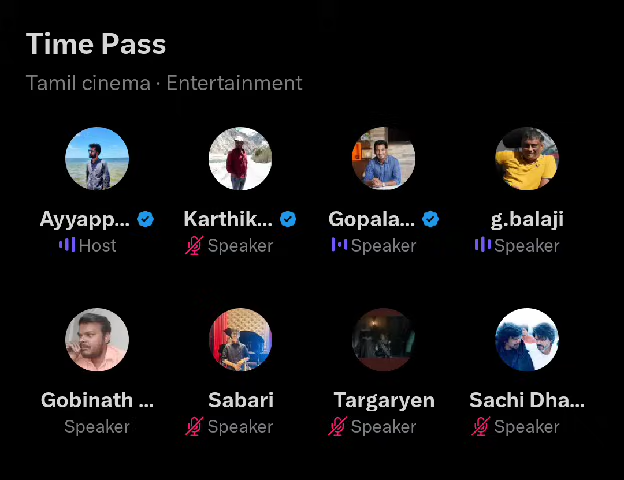 Time Pass
Tamil cinema · Entertainment
Ayyapp... Karthik... Gopala... g.balaji
Host Speaker Speaker Speaker
Gobinath ... Sabari Targaryen Sachi Dha...
Speaker Speaker Speaker Speaker